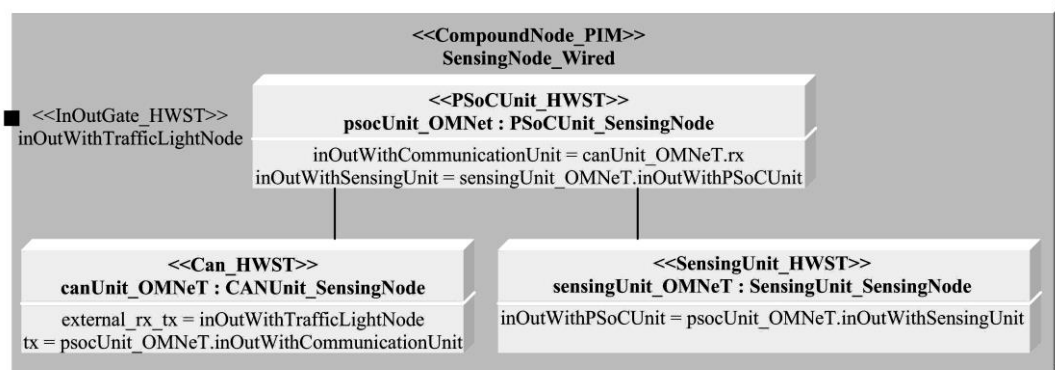 <<CompoundNode_PIM>>
SensingNode_Wired
<<InOutGate_HWST>>
inOutWithTrafficLightNode
<<PSoCUnit_HWST>>
psocUnit_OMNet : PSoCUnit_SensingNode
inOutWithCommunicationUnit = canUnit_OMNeT.rx
inOutWithSensingUnit = sensingUnit_OMNeT.inOutWithPSoCUnit
<<Can_HWST>>
canUnit_OMNeT : CANUnit_SensingNode
external_rx_tx = inOutWithTrafficLightNode
tx = psocUnit_OMNet.inOutWithCommunicationUnit
<<SensingUnit_HWST>>
sensingUnit_OMNeT : SensingUnit_SensingNode
inOutWithPSoCUnit = psocUnit_OMNet.inOutWithSensingUnit